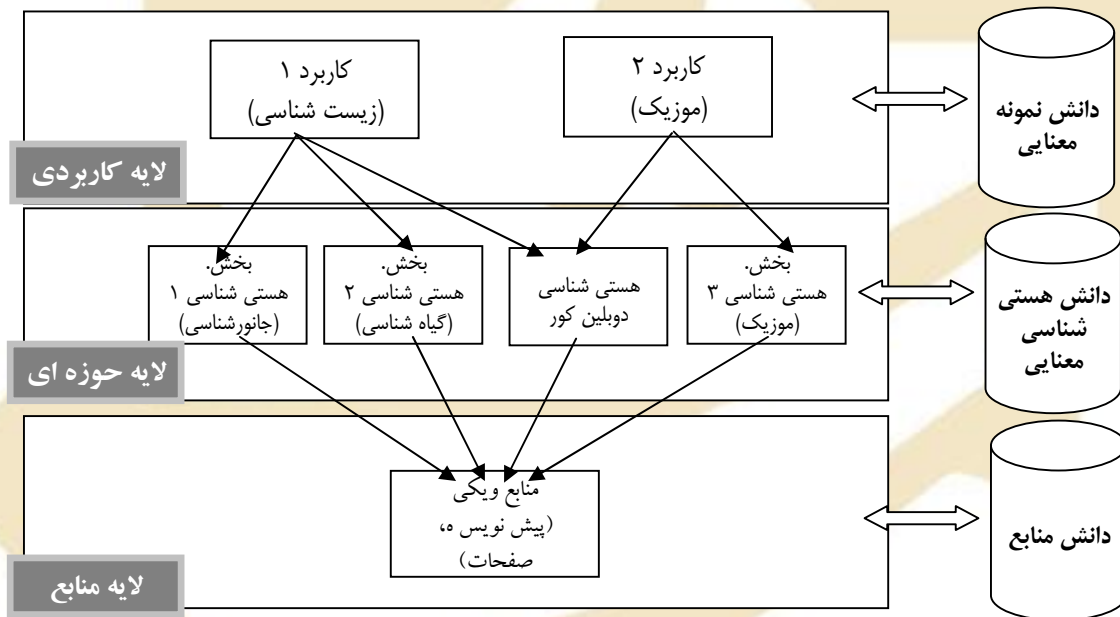 کاربرد ۱
(زیست شناسی)
کاربرد ۲
(موزیک)
دانش نمونه
معنایی
لایه کاربردی
بخش.
هستی شناسی ۱
(جانورشناسی)
بخش.
هستی شناسی ۲
(گیاه شناسی)
هستی شناسی
دوبلین کور
بخش.
هستی شناسی ۳
(موزیک)
دانش هستی
شناسی
معنایی
لایه حوزه ای
منابع ویکی
(پیش نویس ه،
صفحات)
دانش منابع
لایه منابع